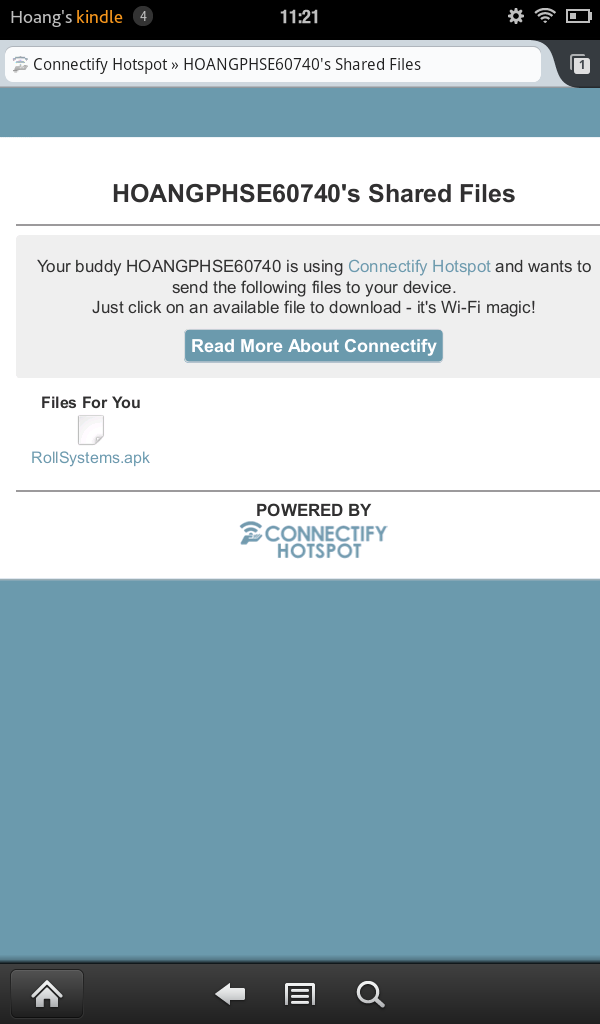 Hoang's kindle 4 11:21
Connectify Hotspot » HOANGPHSE60740's Shared Files 1
HOANGPHSE60740's Shared Files
Your buddy HOANGPHSE60740 is using Connectify Hotspot and wants to
send the following files to your device.
Just click on an available file to download - it's Wi-Fi magic!
Read More About Connectify
Files For You
RollSystems.apk
POWERED BY
CONNECTIFY
HOTSPOT